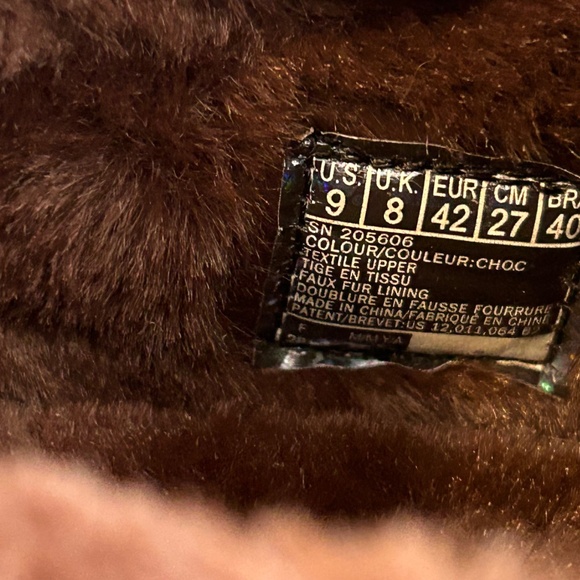 U.S. U.K. EUR CM BRA
9 8 42 27 40
SN 205606
COLOUR/COULEUR:CHOC
TEXTILE UPPER
TIGE EN TISSU
FAUX FUR LINING
DOUBLURE EN FAUSSE FOURRURE
MADE IN CHINA/FABRIQUÉ EN CHINE
PATENT/BREVET:US 12,011,064